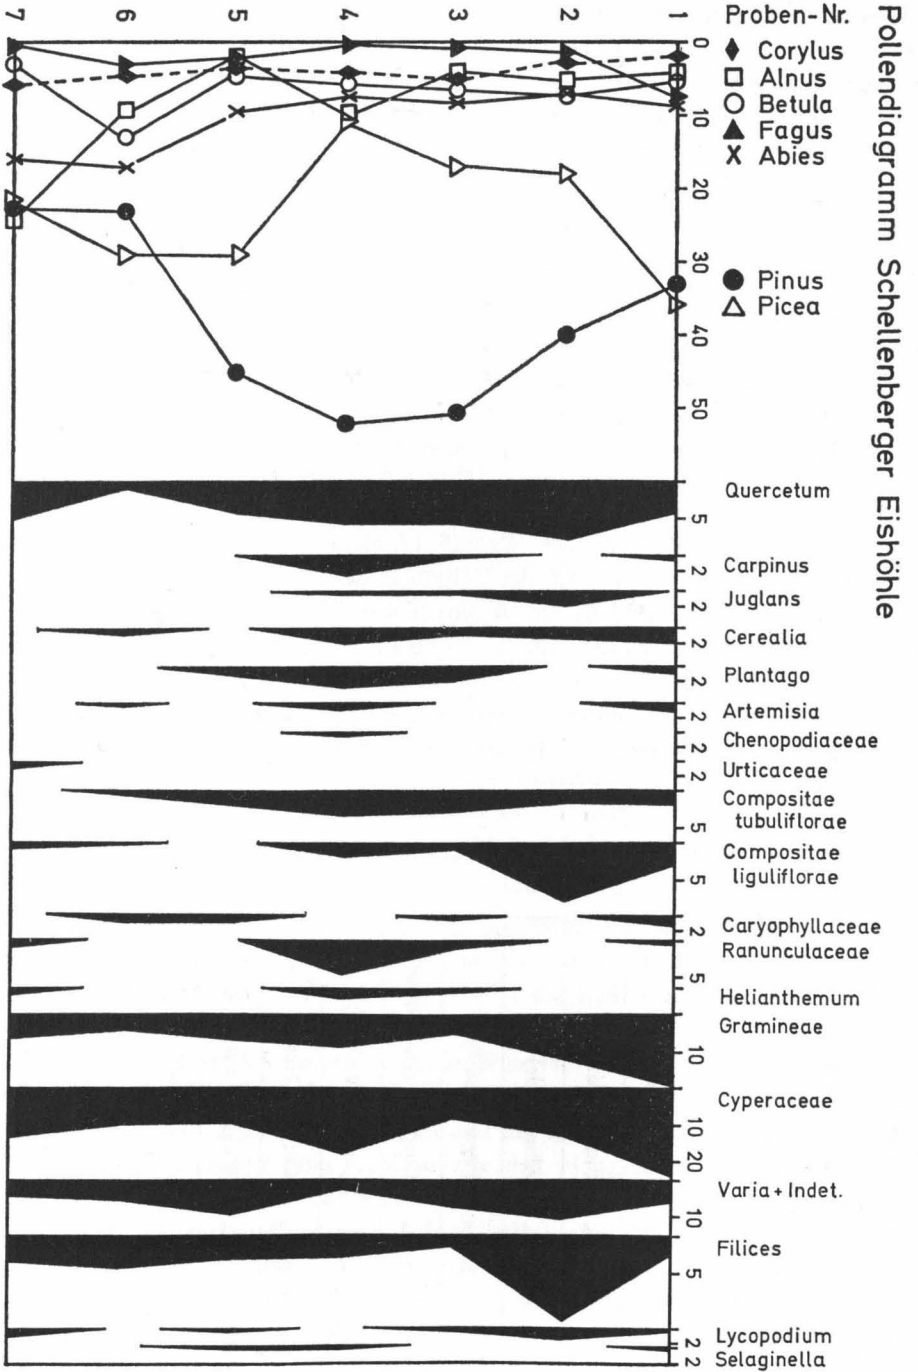 Pollendiagramm Schellenberger Eishöhle
7 6 5 4 3 2 1 Proben-Nr.
Corylus
Alnus
Betula
Fagus
Abies
Pinus
Picea
0
10
20
30
40
50
Quercetum
5
Carpinus
2
Juglans
2
Cerealia
2
Plantago
2
Artemisia
2
Chenopodiaceae
2
Urticaceae
2
Compositae
tubuliflorae
5
Compositae
liguliflorae
5
Caryophyllaceae
2
Ranunculaceae
5
Helianthemum
Gramineae
10
Cyperaceae
10
20
Varia + Indet.
10
Filices
5
Lycopodium
2
Selaginella
2